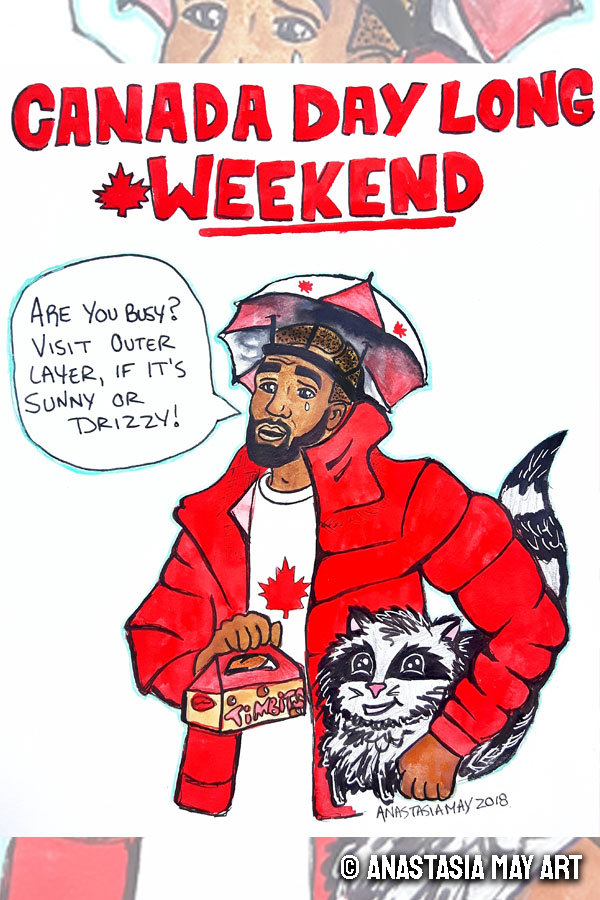 CANADA DAY LONG
WEEKEND
ARE YOU BUSY?
VISIT OUTER
LAYER, IF IT'S
SUNNY OR
DRIZZY!
TIMBITS
ANASTASIA MAY 2018
© ANASTASIA MAY ART